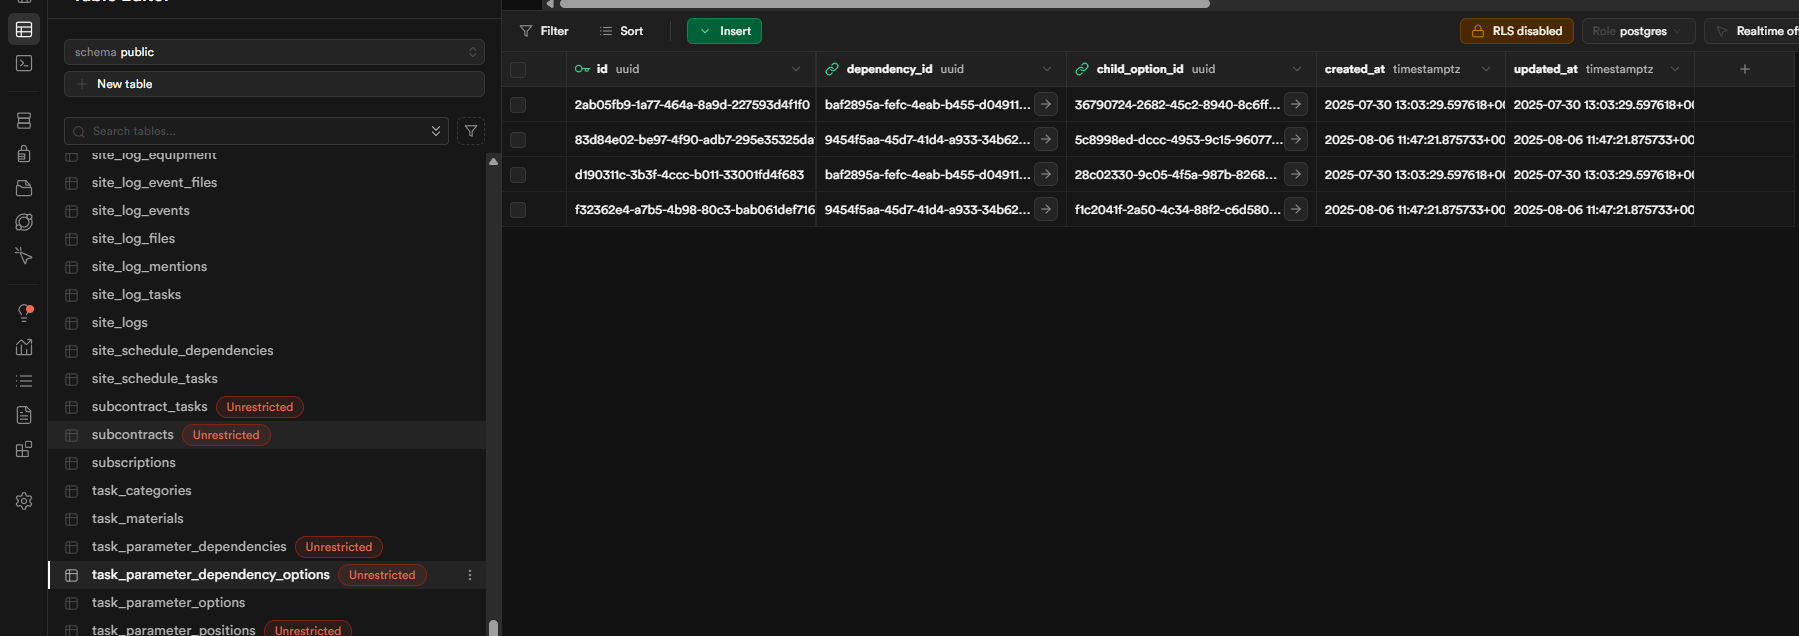 schema public
New table
Search tables...
site_log_equipment
site_log_event_files
site_log_events
site_log_files
site_log_mentions
site_log_tasks
site_logs
site_schedule_dependencies
site_schedule_tasks
subcontract_tasks Unrestricted
subcontracts Unrestricted
subscriptions
task_categories
task_materials
task_parameter_dependencies Unrestricted
task_parameter_dependency_options Unrestricted
task_parameter_options
task_parameter_positions Unrestricted
Filter Sort Insert RLS disabled Role postgres Realtime off
id uuid dependency_id uuid child_option_id uuid created_at timestamptz updated_at timestamptz
2ab05fb9-1a77-464a-8a9d-227593d4f1f0 baf2895a-fefc-4eab-b455-d04911... 36790724-2682-45c2-8940-8c6ff... 2025-07-30 13:03:29.597618+00 2025-07-30 13:03:29.597618+00
83d84e02-be97-4f90-adb7-295e35325da 9454f5aa-45d7-41d4-a933-34b62... 5c8998ed-dccc-4953-9c15-96077... 2025-08-06 11:47:21.875733+00 2025-08-06 11:47:21.875733+00
d190311c-3b3f-4ccc-b011-33001fd4f683 baf2895a-fefc-4eab-b455-d04911... 28c02330-9c05-4f5a-987b-8268... 2025-07-30 13:03:29.597618+00 2025-07-30 13:03:29.597618+00
f32362e4-a7b5-4b98-80c3-bab061def716 9454f5aa-45d7-41d4-a933-34b62... f1c2041f-2a50-4c34-88f2-c6d580... 2025-08-06 11:47:21.875733+00 2025-08-06 11:47:21.875733+00